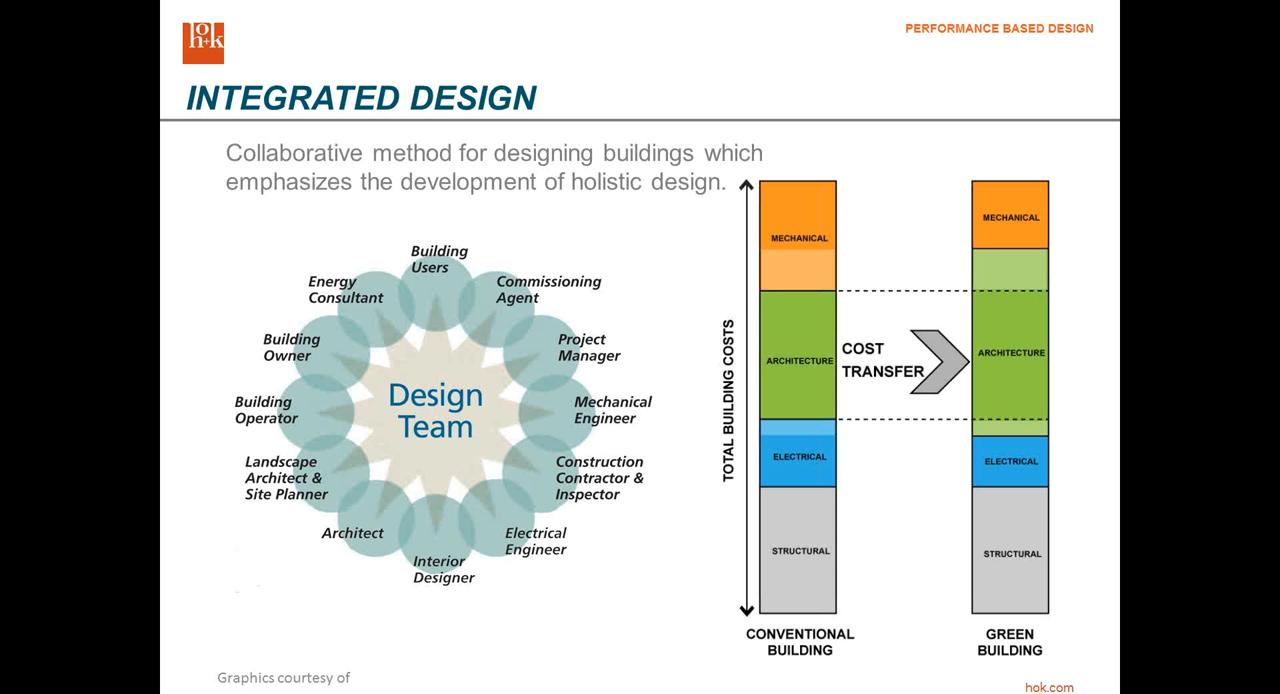 hok
h+k
PERFORMANCE BASED DESIGN
INTEGRATED DESIGN
Collaborative method for designing buildings which
emphasizes the development of holistic design.
Building
Users
Commissioning
Agent
Project
Manager
Mechanical
Engineer
Construction
Contractor &
Inspector
Electrical
Engineer
Interior
Designer
Architect
Landscape
Architect &
Site Planner
Building
Operator
Building
Owner
Energy
Consultant
Design
Team
TOTAL BUILDING COSTS
MECHANICAL
ARCHITECTURE
ELECTRICAL
STRUCTURAL
CONVENTIONAL
BUILDING
COST
TRANSFER
MECHANICAL
ARCHITECTURE
ELECTRICAL
STRUCTURAL
GREEN
BUILDING
Graphics courtesy of
hok.com